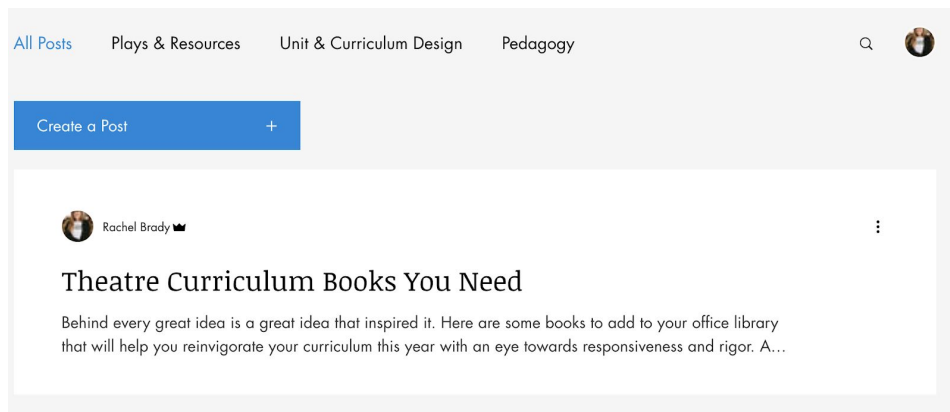 All Posts Plays & Resources Unit & Curriculum Design Pedagogy
Create a Post +
Rachel Brady
Theatre Curriculum Books You Need
Behind every great idea is a great idea that inspired it. Here are some books to add to your office library
that will help you reinvigorate your curriculum this year with an eye towards responsiveness and rigor. A...